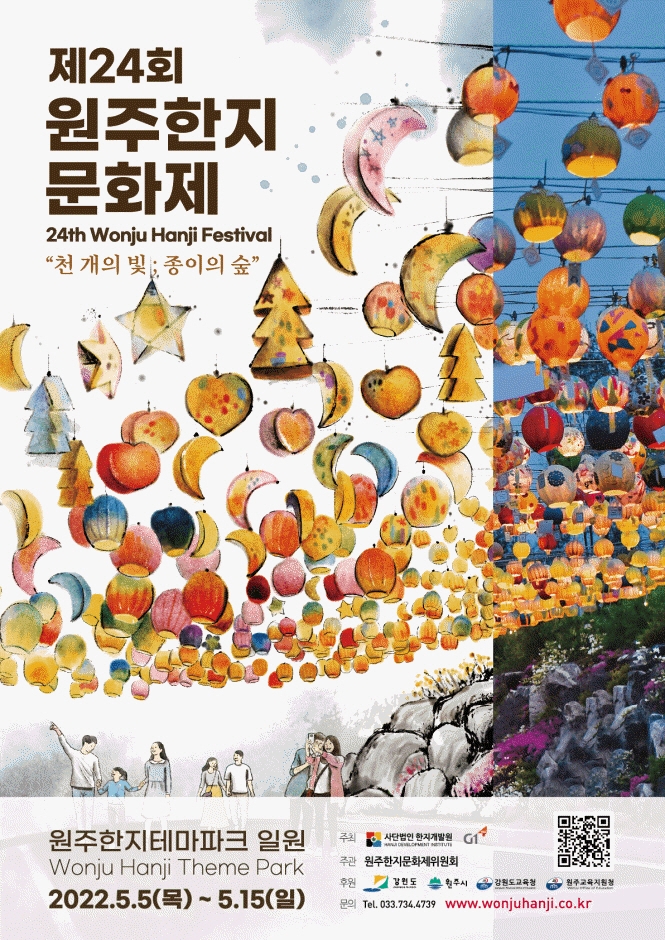 제24회
원주한지
문화제
24th Wonju Hanji Festival
“천 개의 빛 ; 종이의 숲”
원주한지테마파크 일원
Wonju Hanji Theme Park
2022.5.5(목) ~ 5.15(일)
주최 사단법인 한지개발원 HANJI DEVELOPMENT INSTITUTE G1
주관 원주한지문화제위원회
후원 강원도 원주시 강원도교육청 원주교육지원청
문의 Tel. 033.734.4739 www.wonjuhanji.co.kr